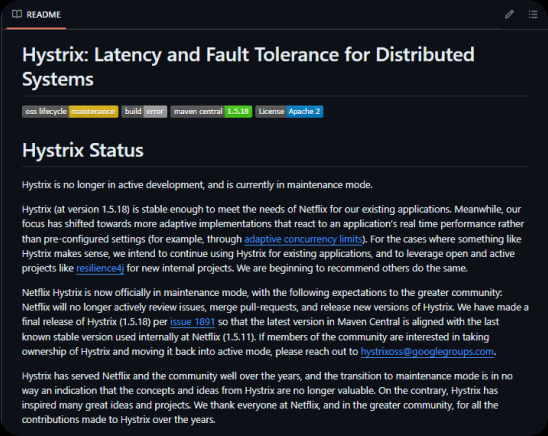 README
Hystrix: Latency and Fault Tolerance for Distributed
Systems
oss lifecycle maintenance build error maven central 1.5.18 License Apache 2
Hystrix Status
Hystrix is no longer in active development, and is currently in maintenance mode.
Hystrix (at version 1.5.18) is stable enough to meet the needs of Netflix for our existing applications. Meanwhile, our
focus has shifted towards more adaptive implementations that react to an application's real time performance rather
than pre-configured settings (for example, through adaptive concurrency limits). For the cases where something like
Hystrix makes sense, we intend to continue using Hystrix for existing applications, and to leverage open and active
projects like resilience4j for new internal projects. We are beginning to recommend others do the same.
Netflix Hystrix is now officially in maintenance mode, with the following expectations to the greater community:
Netflix will no longer actively review issues, merge pull-requests, and release new versions of Hystrix. We have made a
final release of Hystrix (1.5.18) per issue 1891 so that the latest version in Maven Central is aligned with the last
known stable version used internally at Netflix (1.5.11). If members of the community are interested in taking
ownership of Hystrix and moving it back into active mode, please reach out to hystrixoss@googlegroups.com.
Hystrix has served Netflix and the community well over the years, and the transition to maintenance mode is in no
way an indication that the concepts and ideas from Hystrix are no longer valuable. On the contrary, Hystrix has
inspired many great ideas and projects. We thank everyone at Netflix, and in the greater community, for all the
contributions made to Hystrix over the years.